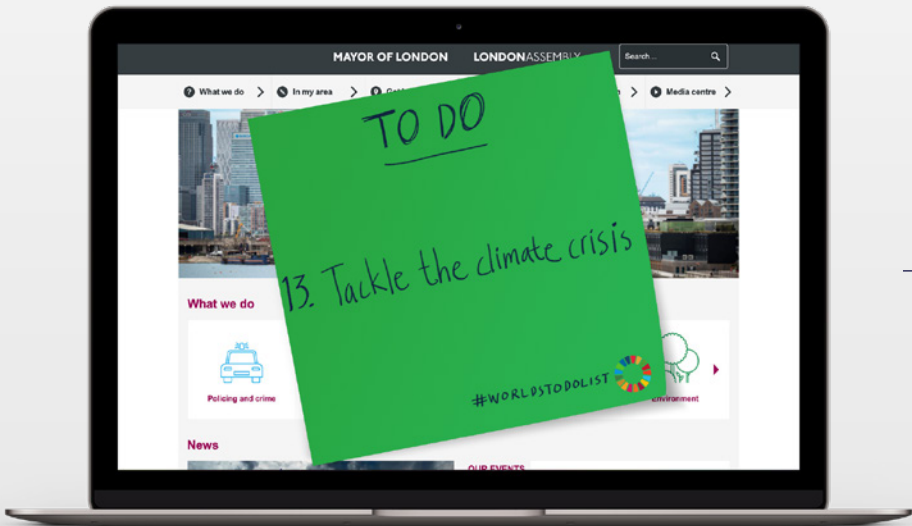 MAYOR OF LONDON LONDONASSEMBLY Search...
What we do In my area Media centre
TO DO
13. Tackle the climate crisis
#WORLDSTODOLIST
What we do
Policing and crime Environment
News
OUR EVENTS